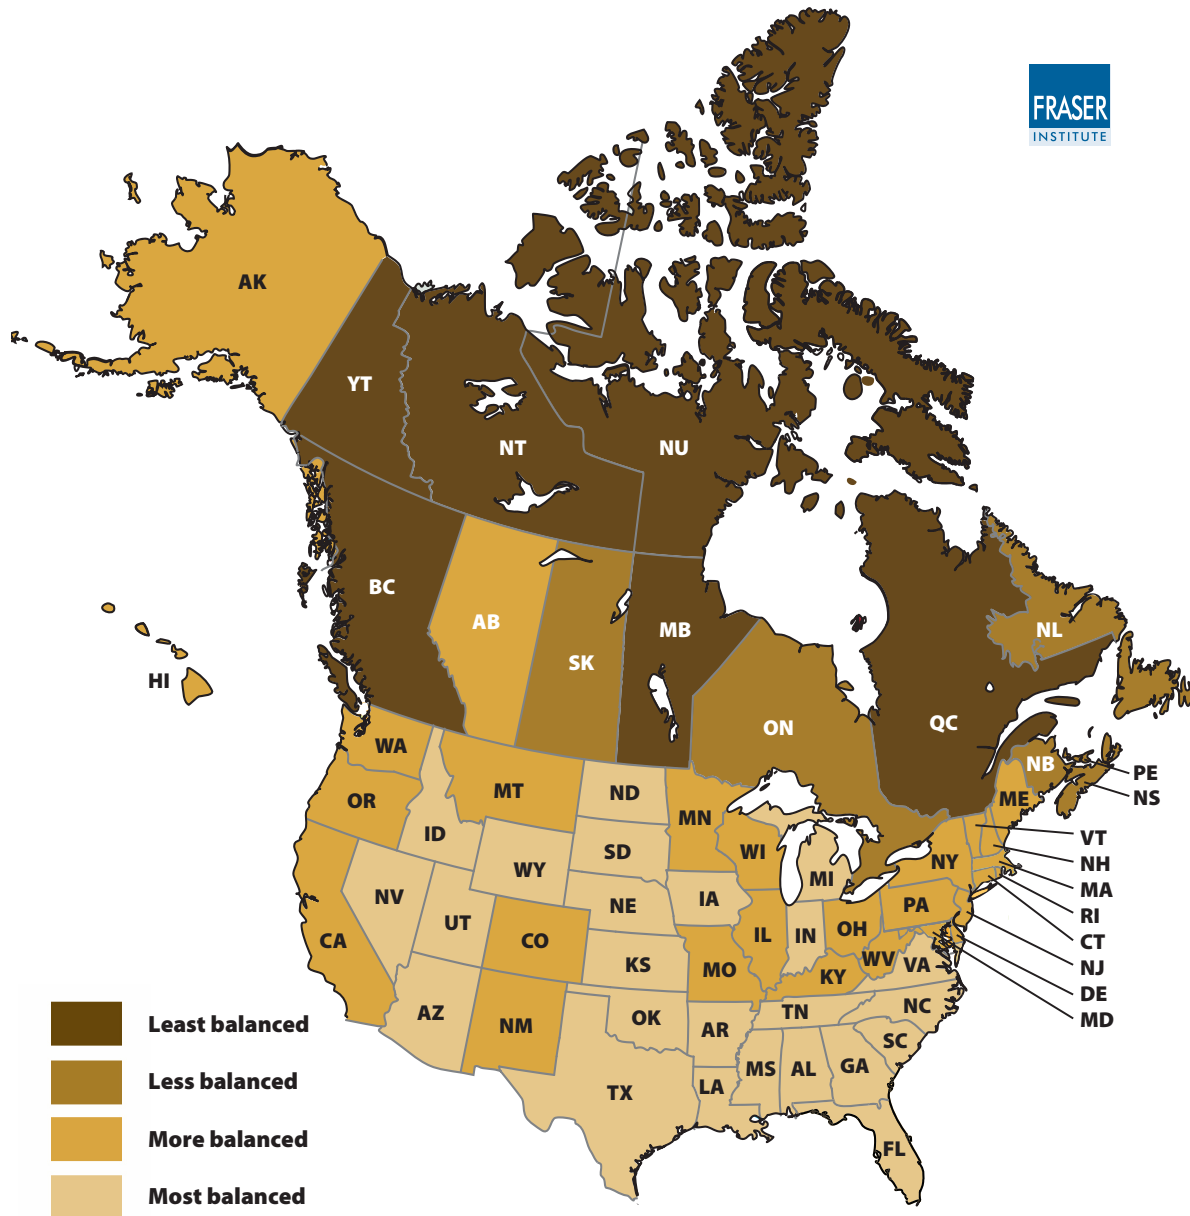 FRASER
INSTITUTE
AK
YT
NT
NU
BC
AB
SK
MB
NL
HI
ON
QC
NB
PE
NS
WA
MT
ND
MN
ME
OR
ID
SD
WI
VT
NH
MA
RI
CT
NJ
DE
MD
WY
MI
NY
NV
UT
NE
IA
PA
CA
CO
IL
IN
OH
WV
VA
KS
MO
KY
AZ
NM
OK
AR
TN
NC
SC
TX
LA
MS
AL
GA
FL
Least balanced
Less balanced
More balanced
Most balanced